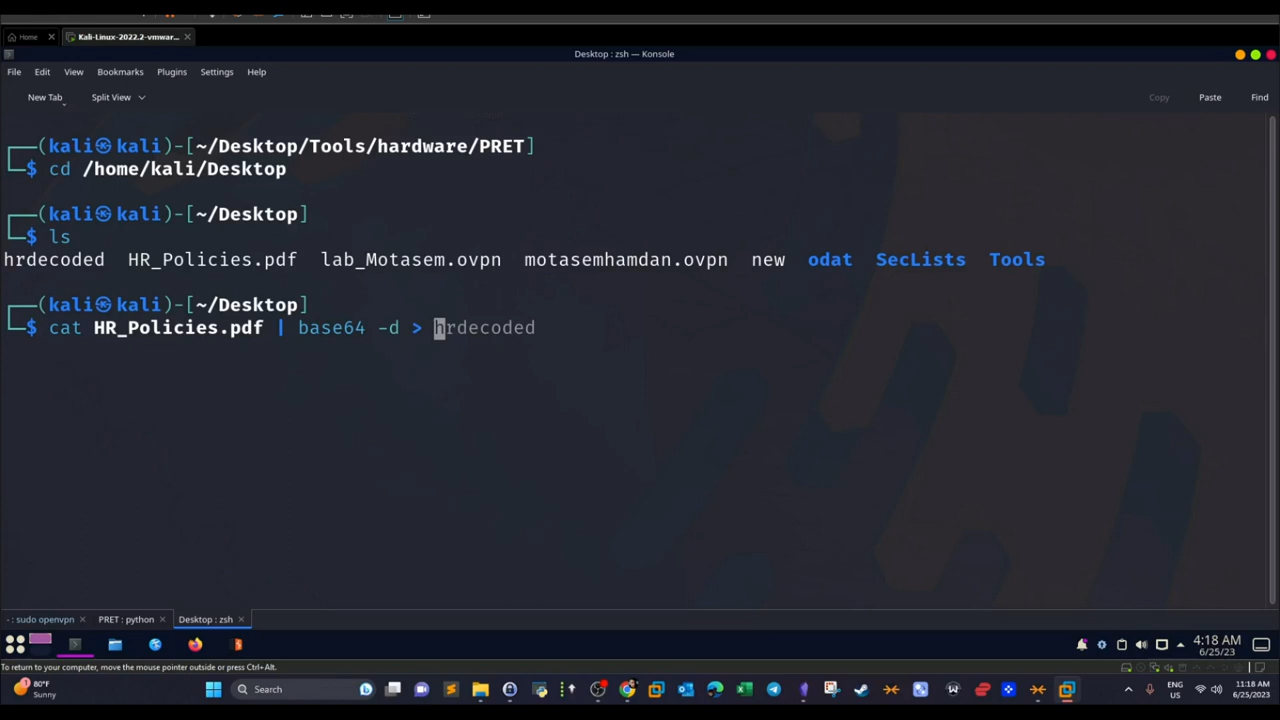 Home
Kali-Linux-2022.2-vmwar...
Desktop : zsh — Konsole
File Edit View Bookmarks Plugins Settings Help
New Tab Split View Copy Paste Find
┌──(kali㉿kali)-[~/Desktop/Tools/hardware/PRET]
└─$ cd /home/kali/Desktop
┌──(kali㉿kali)-[~/Desktop]
└─$ ls
hrdecoded HR_Policies.pdf lab_Motasem.ovpn motasemhamdan.ovpn new odat SecLists Tools
┌──(kali㉿kali)-[~/Desktop]
└─$ cat HR_Policies.pdf | base64 -d > hrdecoded
- : sudo openvpn PRET : python Desktop : zsh
4:18 AM
6/25/23
To return to your computer, move the mouse pointer outside or press Ctrl+Alt.
80°F
Sunny
Search
ENG
US
11:18 AM
6/25/2023